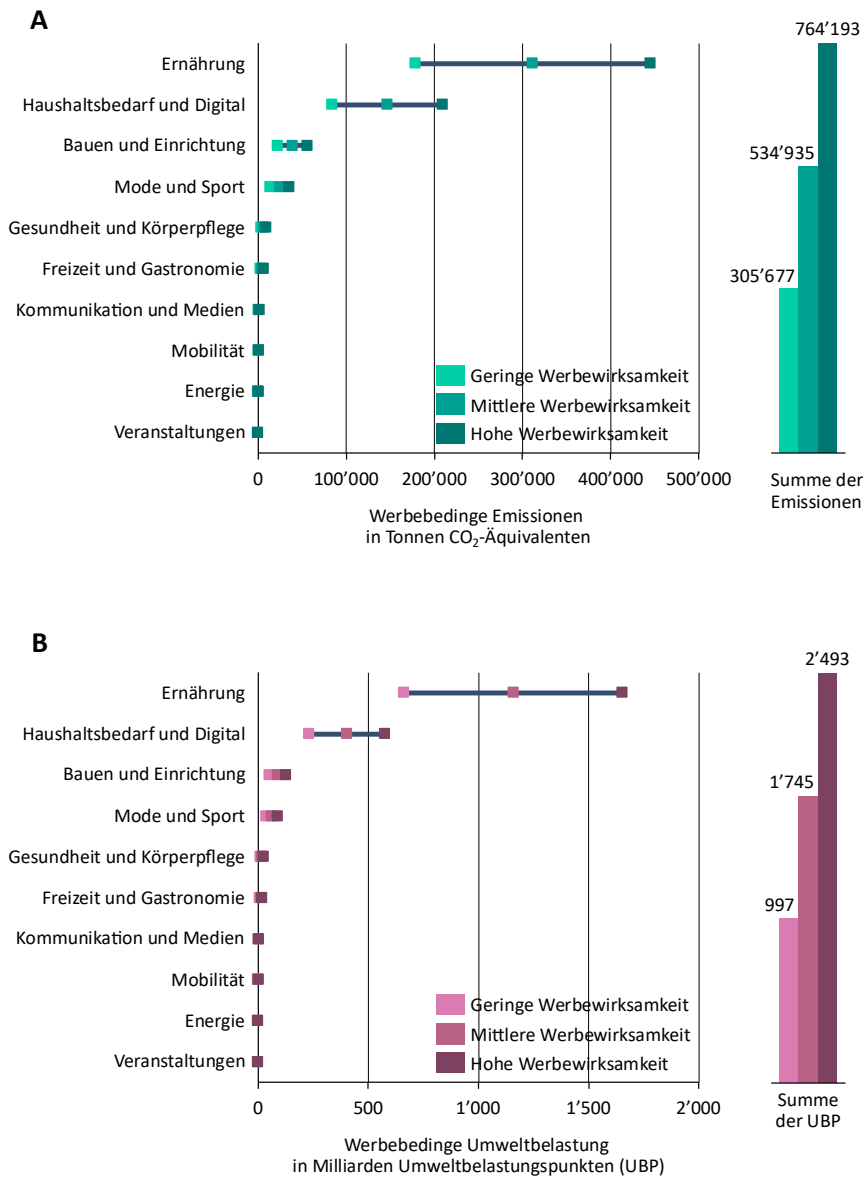 A
764’193
Ernährung
Haushaltsbedarf und Digital
Bauen und Einrichtung
534’935
Mode und Sport
Gesundheit und Körperpflege
Freizeit und Gastronomie
305’677
Kommunikation und Medien
Mobilität
Geringe Werbewirksamkeit
Energie
Mittlere Werbewirksamkeit
Veranstaltungen
Hohe Werbewirksamkeit
0 100’000 200’000 300’000 400’000 500’000
Summe der
Emissionen
Werbebedinge Emissionen
in Tonnen CO₂-Äquivalenten
B
2’493
Ernährung
Haushaltsbedarf und Digital
Bauen und Einrichtung
1’745
Mode und Sport
Gesundheit und Körperpflege
Freizeit und Gastronomie
997
Kommunikation und Medien
Mobilität
Geringe Werbewirksamkeit
Energie
Mittlere Werbewirksamkeit
Veranstaltungen
Hohe Werbewirksamkeit
0 500 1’000 1’500 2’000
Summe
der UBP
Werbebedinge Umweltbelastung
in Milliarden Umweltbelastungspunkten (UBP)